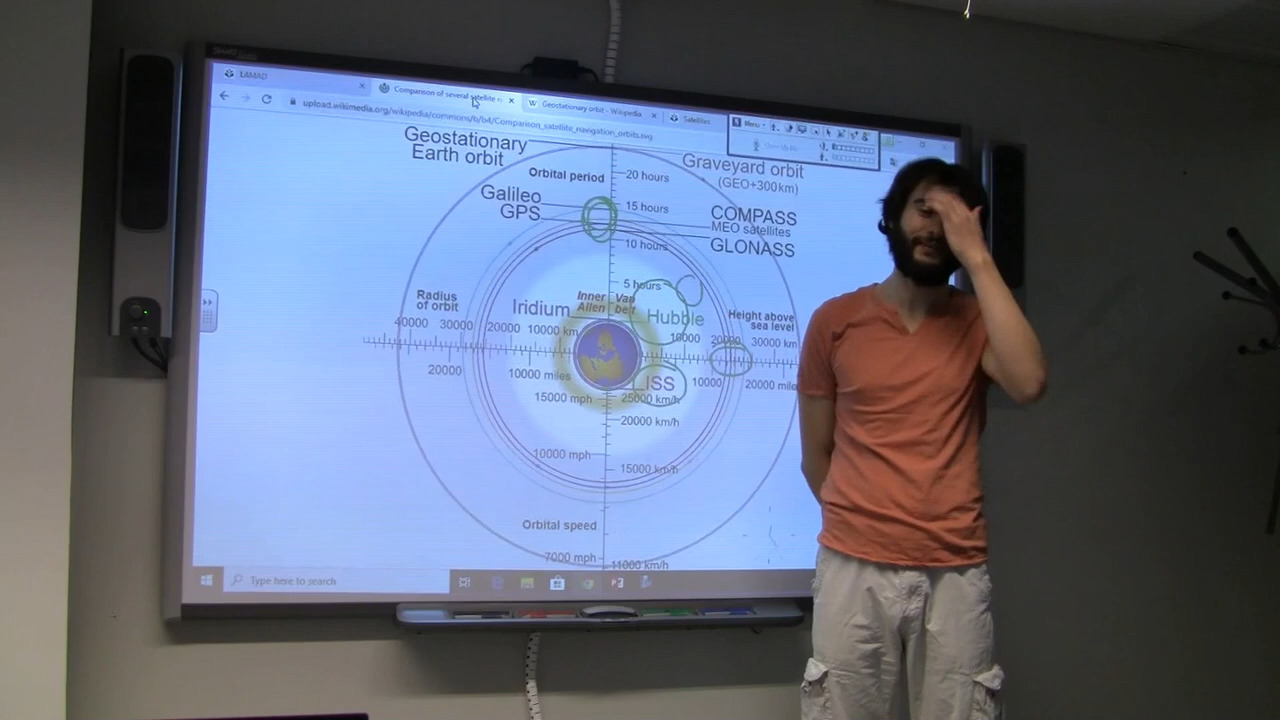 SMART
LAMAD
Comparison of several satellite
Geostationary orbit - Wikipedia
Satellites
upload.wikimedia.org/wikipedia/commons/b/b4/Comparison_satellite_navigation_orbits.svg
Menu
Geostationary
Earth orbit
Graveyard orbit
(GEO+300km)
Orbital period
20 hours
Galileo
GPS
15 hours
COMPASS
MEO satellites
GLONASS
10 hours
5 hours
Radius
of orbit
Inner Van
Allen belt
Iridium
Hubble
Height above
sea level
40000 30000 20000 10000 km
10000 20000 30000 km
20000
10000 miles
ISS
10000 20000
15000 mph
25000 km/h
20000 km/h
10000 mph
15000 km/h
Orbital speed
7000 mph
11000 km/h
Type here to search